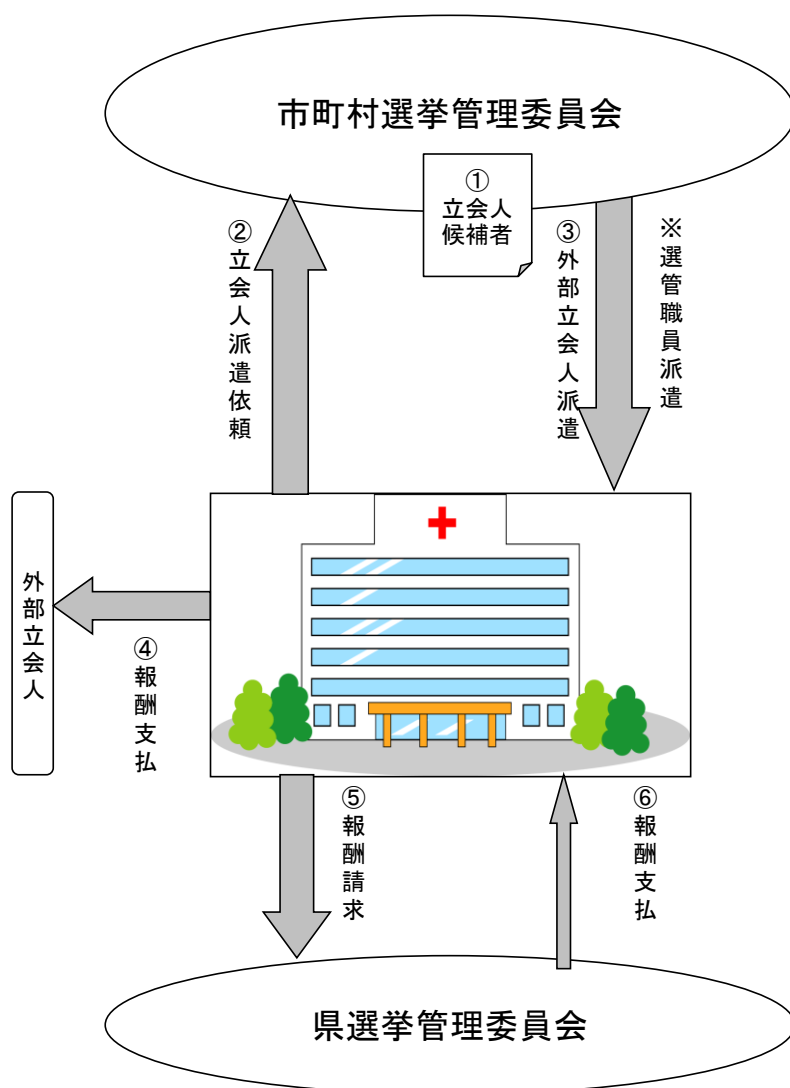 市町村選挙管理委員会
①
立会人
候補者
②立会人派遣依頼
③外部立会人派遣
※選管職員派遣
外部立会人
④報酬支払
⑤報酬請求
⑥報酬支払
県選挙管理委員会